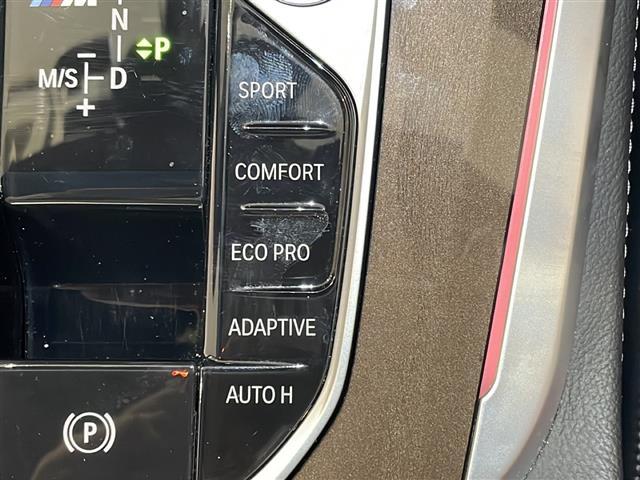 M
N
P
M/S
D
+
SPORT
COMFORT
ECO PRO
ADAPTIVE
AUTO H
(P)